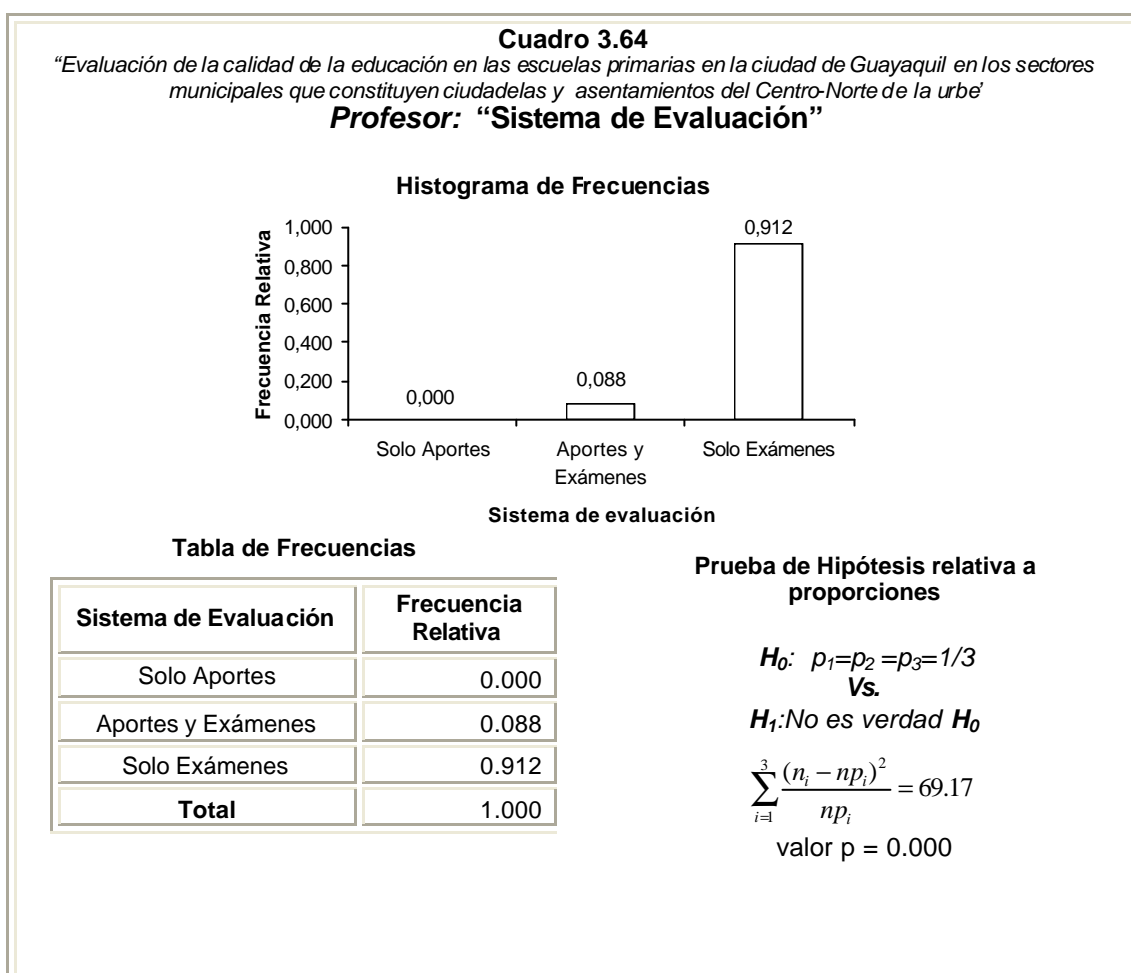 Cuadro 3.64
“Evaluación de la calidad de la educación en las escuelas primarias en la ciudad de Guayaquil en los sectores
municipales que constituyen ciudadelas y asentamientos del Centro-Norte de la urbe’
Profesor: “Sistema de Evaluación”
Histograma de Frecuencias
Frecuencia Relativa
1,000
0,800
0,600
0,400
0,200
0,000
0,000
0,088
0,912
Solo Aportes
Aportes y
Exámenes
Solo Exámenes
Sistema de evaluación
Tabla de Frecuencias
Sistema de Evaluación
Frecuencia
Relativa
Solo Aportes 0.000
Aportes y Exámenes 0.088
Solo Exámenes 0.912
Total 1.000
Prueba de Hipótesis relativa a
proporciones
H₀: p₁=p₂ =p₃=1/3
Vs.
H₁:No es verdad H₀
∑_{i=1}^{3} (n_i − np_i)² / np_i = 69.17
valor p = 0.000